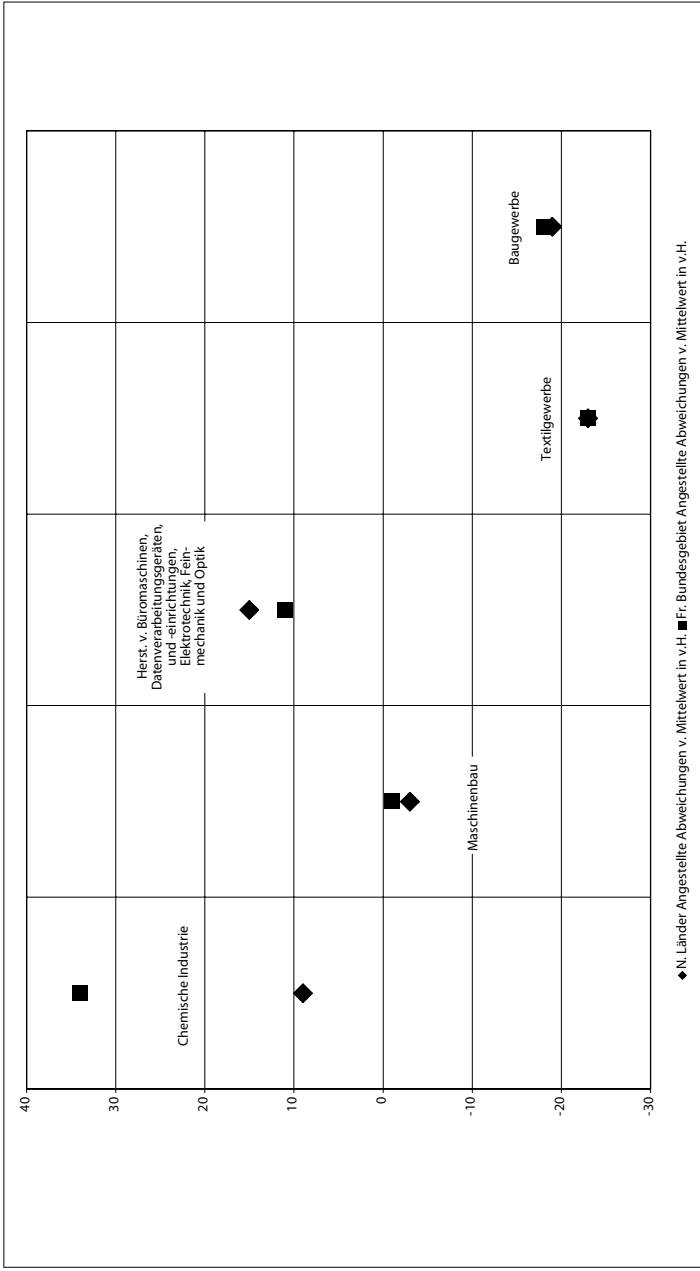 40
30
20
10
0
-10
-20
-30
Chemische Industrie
Maschinenbau
Herst. v. Büromaschinen,
Datenverarbeitungsgeräten,
und -einrichtungen,
Elektrotechnik, Fein-
mechanik und Optik
Textilgewerbe
Baugewerbe
◆N. Länder Angestellte Abweichungen v. Mittelwert in v.H. ■Fr. Bundesgebiet Angestellte Abweichungen v. Mittelwert in v.H.